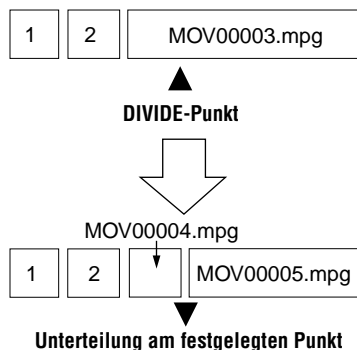 1 2 MOV00003.mpg
DIVIDE-Punkt
MOV00004.mpg
1 2 MOV00005.mpg
Unterteilung am festgelegten Punkt